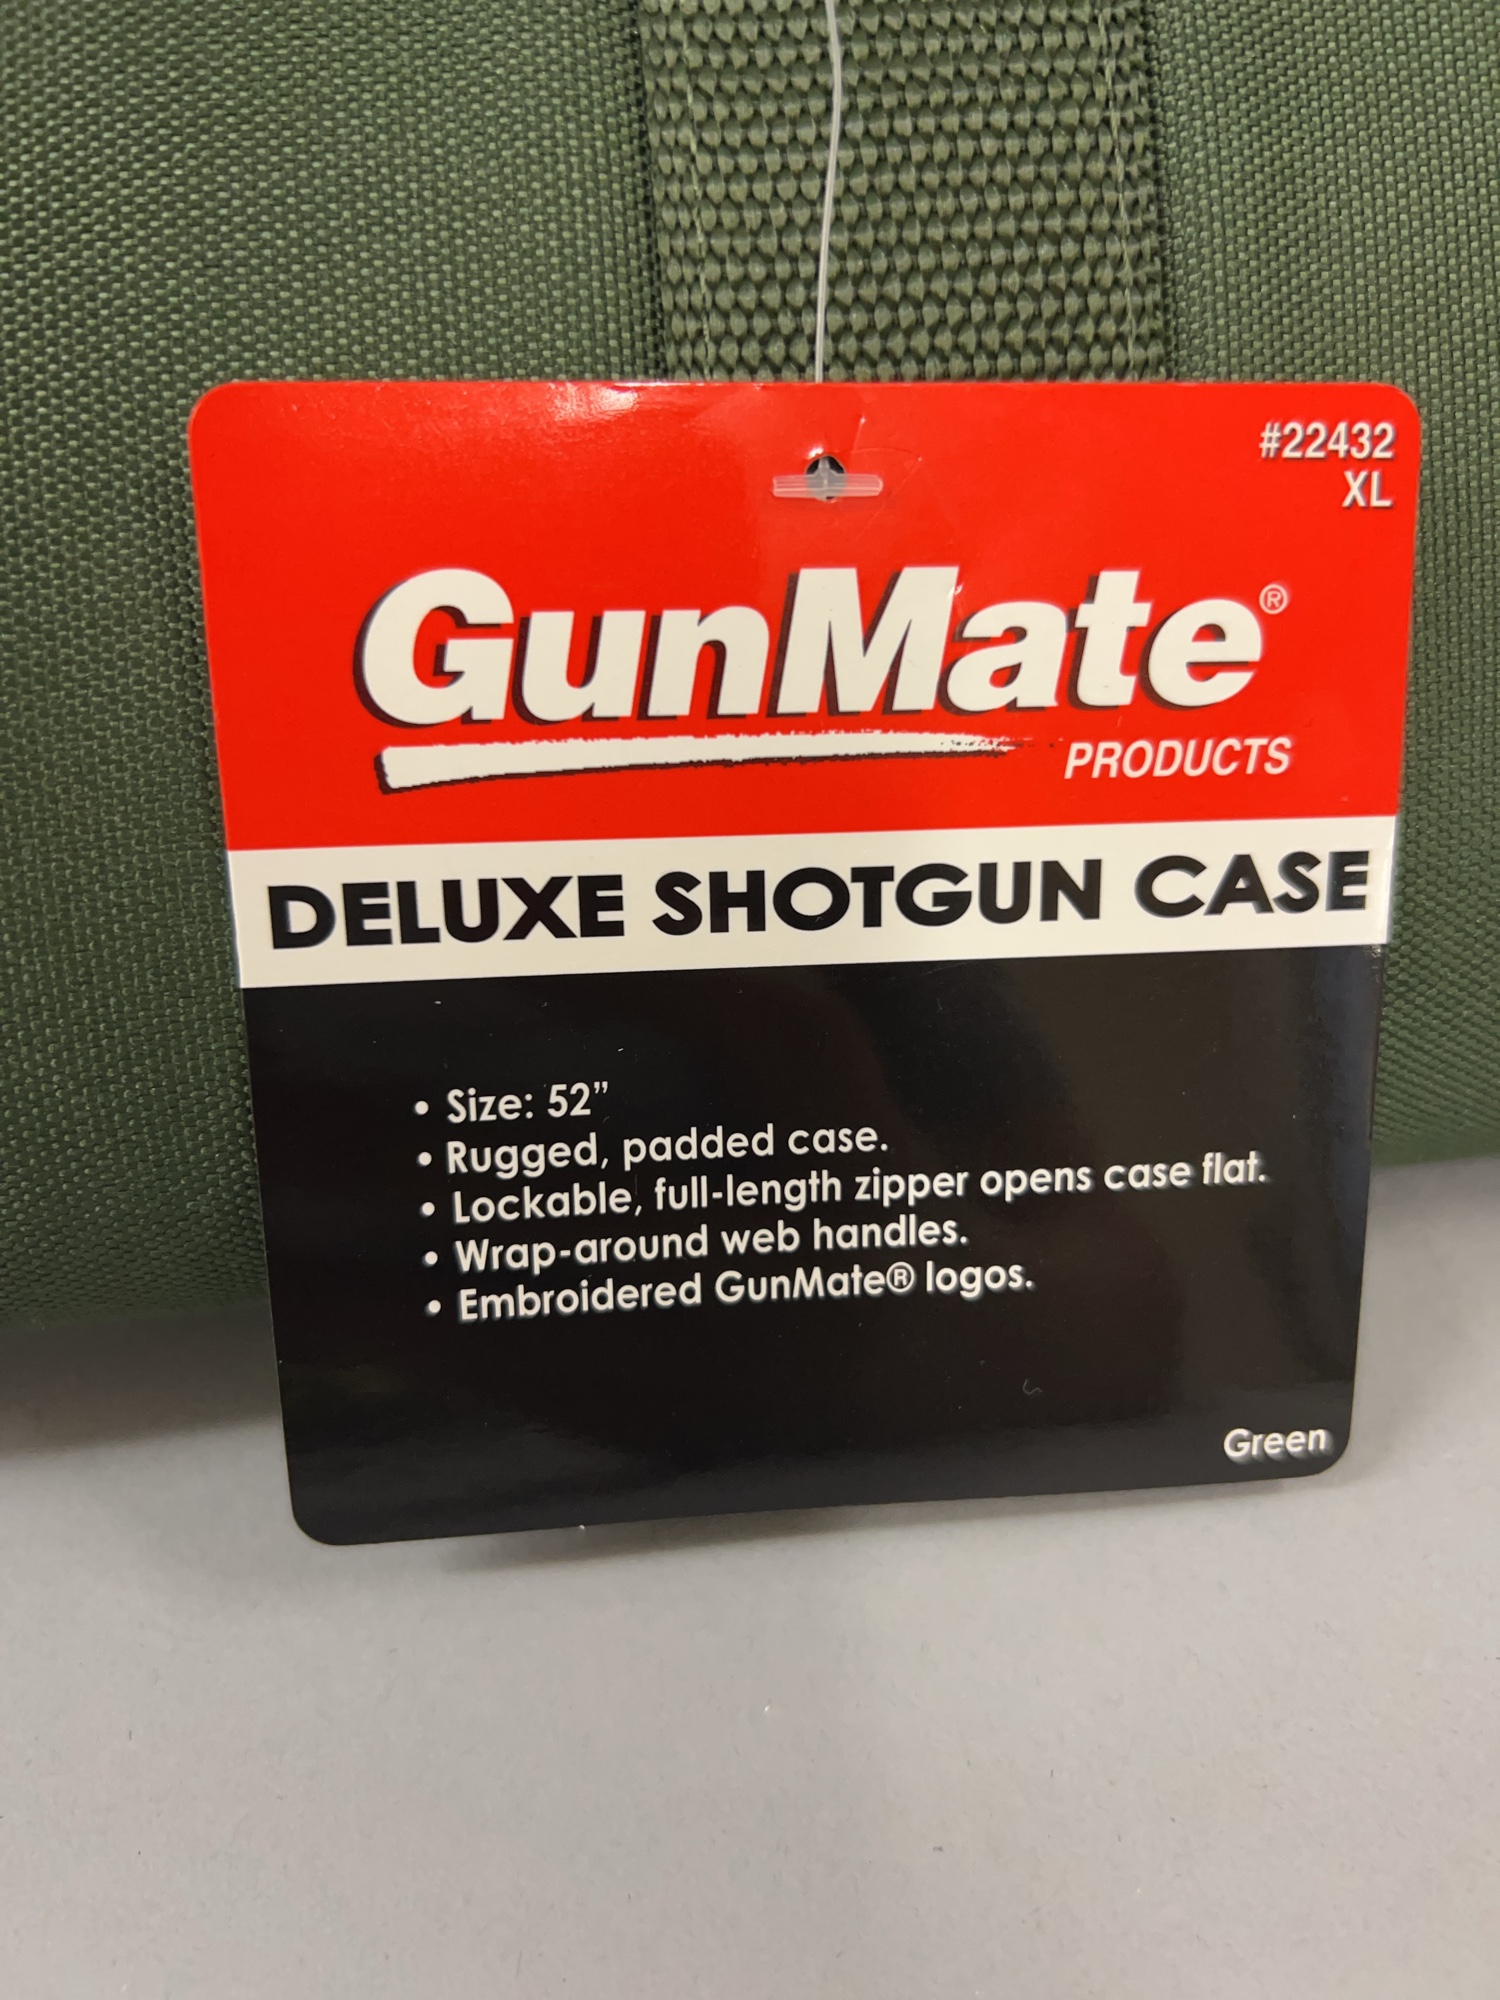 #22432
XL
GunMate®
PRODUCTS
DELUXE SHOTGUN CASE
• Size: 52”
• Rugged, padded case.
• Lockable, full-length zipper opens case flat.
• Wrap-around web handles.
• Embroidered GunMate® logos.
Green